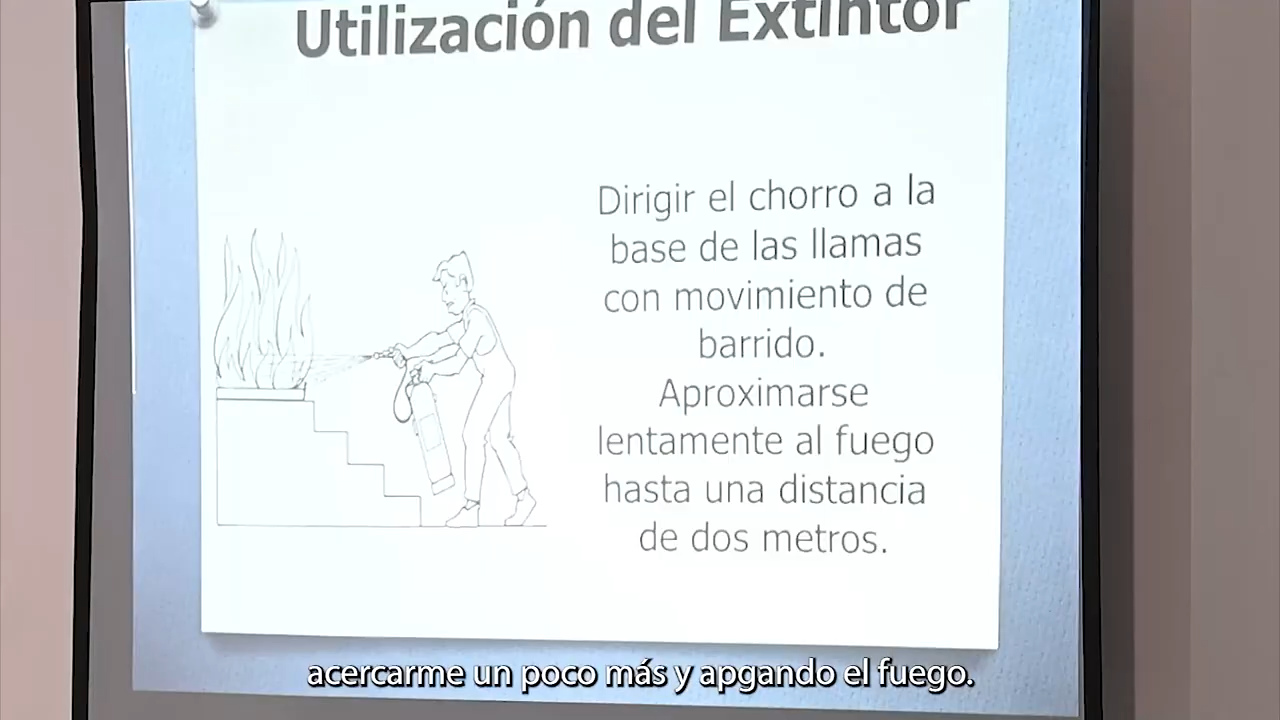 Utilización del Extintor
Dirigir el chorro a la
base de las llamas
con movimiento de
barrido.
Aproximarse
lentamente al fuego
hasta una distancia
de dos metros.
acercarme un poco más y apgando el fuego.